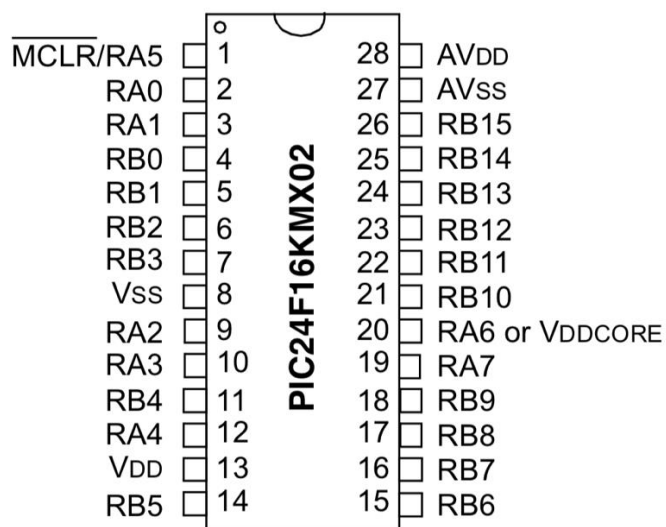 MCLR/RA5 1 28 AVDD
RA0 2 27 AVSS
RA1 3 26 RB15
RB0 4 25 RB14
RB1 5 24 RB13
RB2 6 23 RB12
RB3 7 22 RB11
VSS 8 21 RB10
RA2 9 20 RA6 or VDDCORE
RA3 10 19 RA7
RB4 11 18 RB9
RA4 12 17 RB8
VDD 13 16 RB7
RB5 14 15 RB6
PIC24F16KMX02